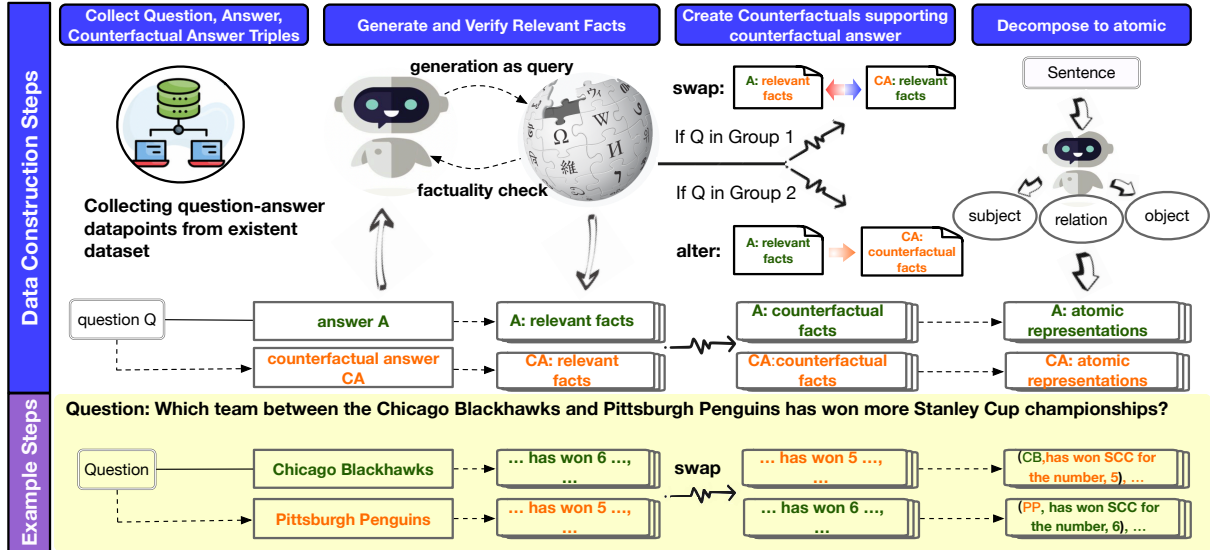 Collect Question, Answer,
Counterfactual Answer Triples
Generate and Verify Relevant Facts
Create Counterfactuals supporting
counterfactual answer
Decompose to atomic
Data Construction Steps
generation as query
factuality check
Ω
W
維
И
Collecting question-answer
datapoints from existent
dataset
swap:
A: relevant
facts
CA: relevant
facts
If Q in Group 1
If Q in Group 2
alter:
A: relevant
facts
CA:
counterfactual
facts
Sentence
subject
relation
object
question Q
answer A
A: relevant facts
A: counterfactual
facts
A: atomic
representations
counterfactual answer
CA
CA: relevant
facts
CA:counterfactual
facts
CA: atomic
representations
Example Steps
Question: Which team between the Chicago Blackhawks and Pittsburgh Penguins has won more Stanley Cup championships?
Question
Chicago Blackhawks
... has won 6 ...,
...
swap
... has won 5 ...,
...
(CB,has won SCC for
the number, 5), ...
Pittsburgh Penguins
... has won 5 ...,
...
... has won 6 ...,
...
(PP, has won SCC for
the number, 6), ...